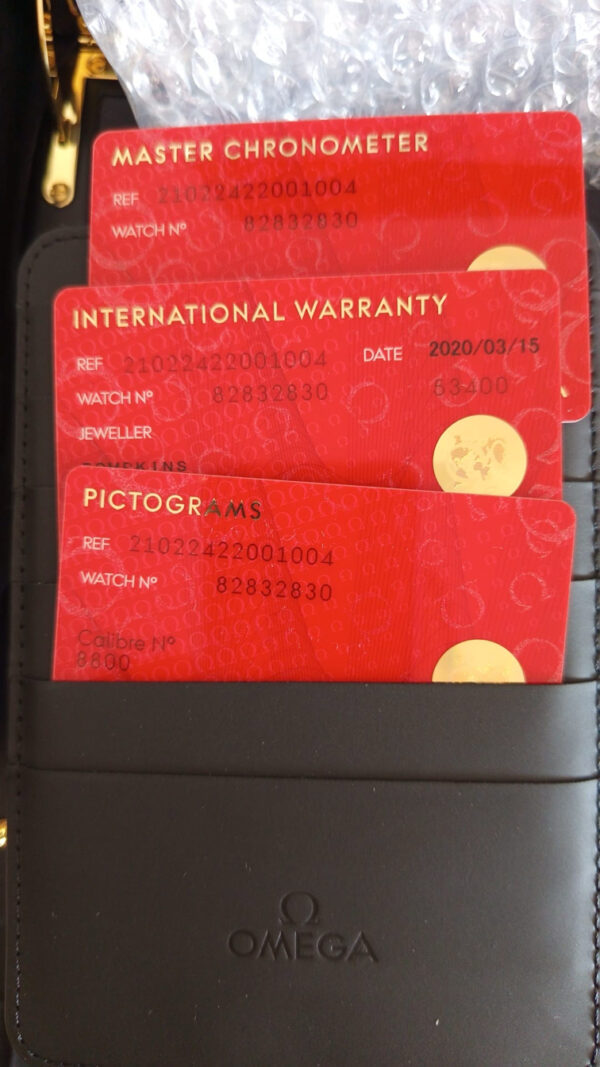 MASTER CHRONOMETER
REF 21022422001004
WATCH Nº 82832830
INTERNATIONAL WARRANTY
REF 21022422001004 DATE 2020/03/15
WATCH Nº 82832830 63400
JEWELLER
PICTOGRAMS
REF 21022422001004
WATCH Nº 82832830
Calibre Nº
8800
Ω
OMEGA